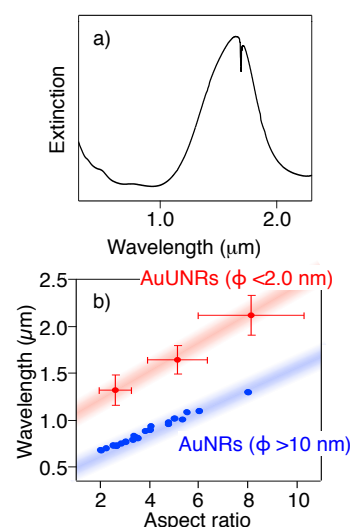 a)
Extinction
1.0 2.0
Wavelength (μm)
b)
AuUNRs (ϕ <2.0 nm)
2.5
2.0
1.5
1.0
0.5
Wavelength (μm)
AuNRs (ϕ >10 nm)
2 4 6 8 10
Aspect ratio